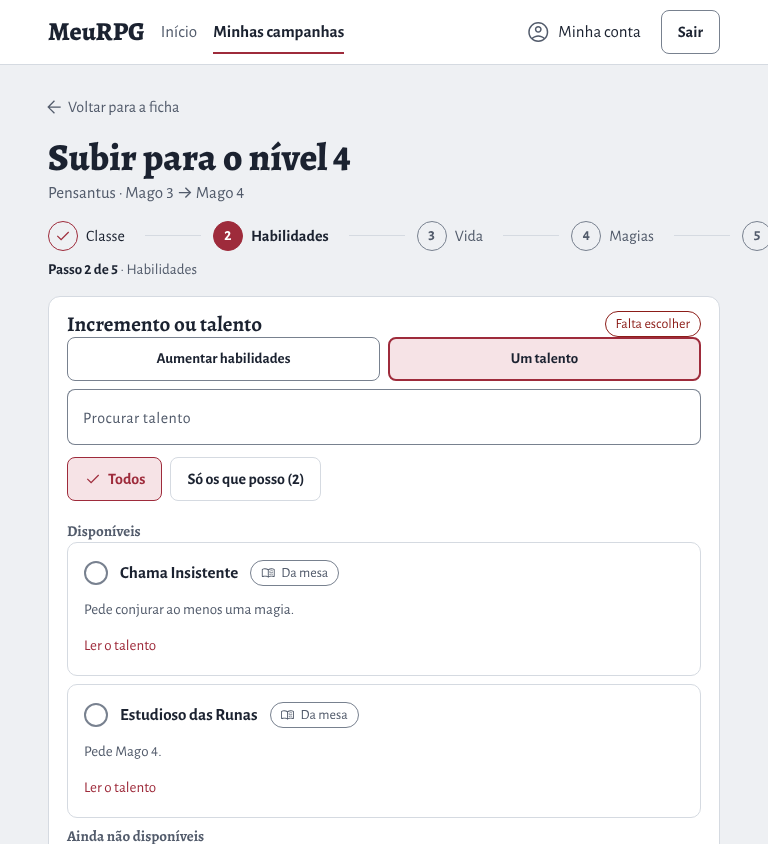 MeuRPG Início Minhas campanhas Minha conta Sair
← Voltar para a ficha
Subir para o nível 4
Pensantus · Mago 3 → Mago 4
Classe 2 Habilidades 3 Vida 4 Magias 5
Passo 2 de 5 · Habilidades
Incremento ou talento Falta escolher
Aumentar habilidades Um talento
Procurar talento
Todos Só os que posso (2)
Disponíveis
Chama Insistente Da mesa
Pede conjurar ao menos uma magia.
Ler o talento
Estudioso das Runas Da mesa
Pede Mago 4.
Ler o talento
Ainda não disponíveis